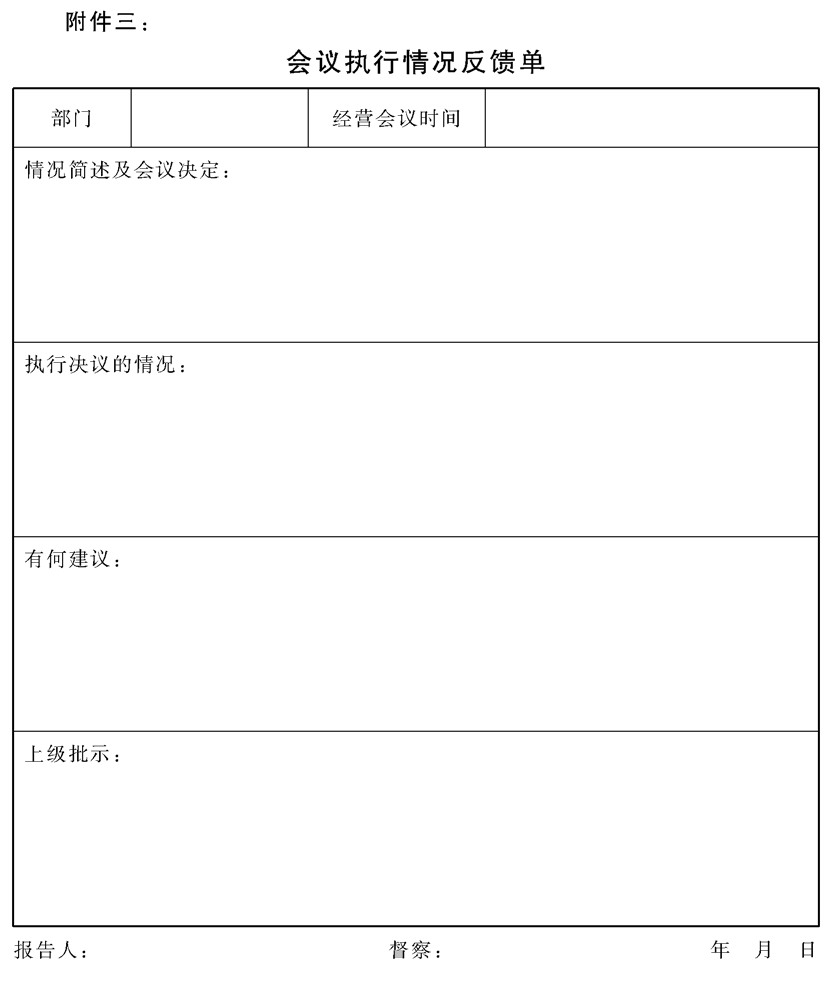 附件三：
会议执行情况反馈单
部门 经营会议时间
情况简述及会议决定：
执行决议的情况：
有何建议：
上级批示：
报告人： 督察： 年 月 日